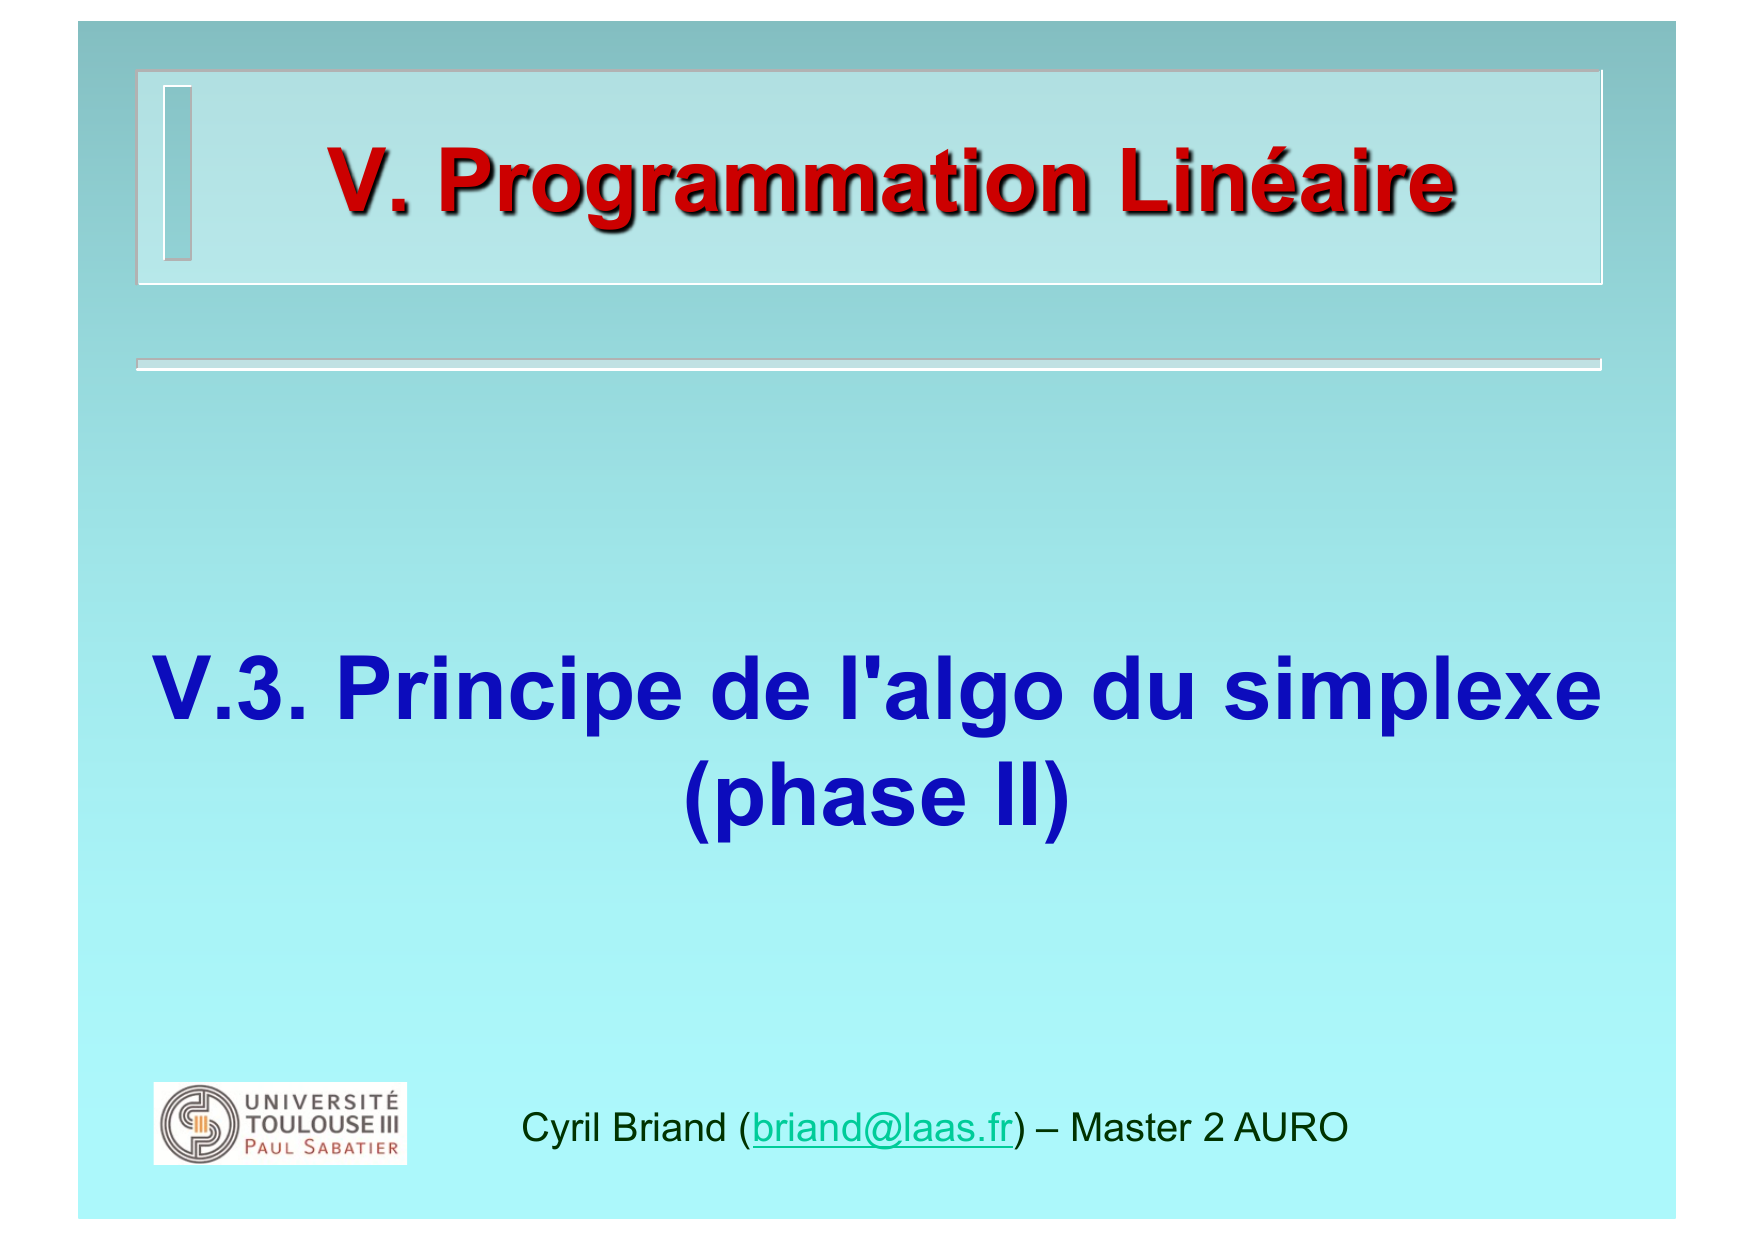 V. Programmation Linéaire
V.3. Principe de l'algo du simplexe
(phase II)
UNIVERSITÉ
TOULOUSE III
PAUL SABATIER
Cyril Briand (briand@laas.fr) – Master 2 AURO